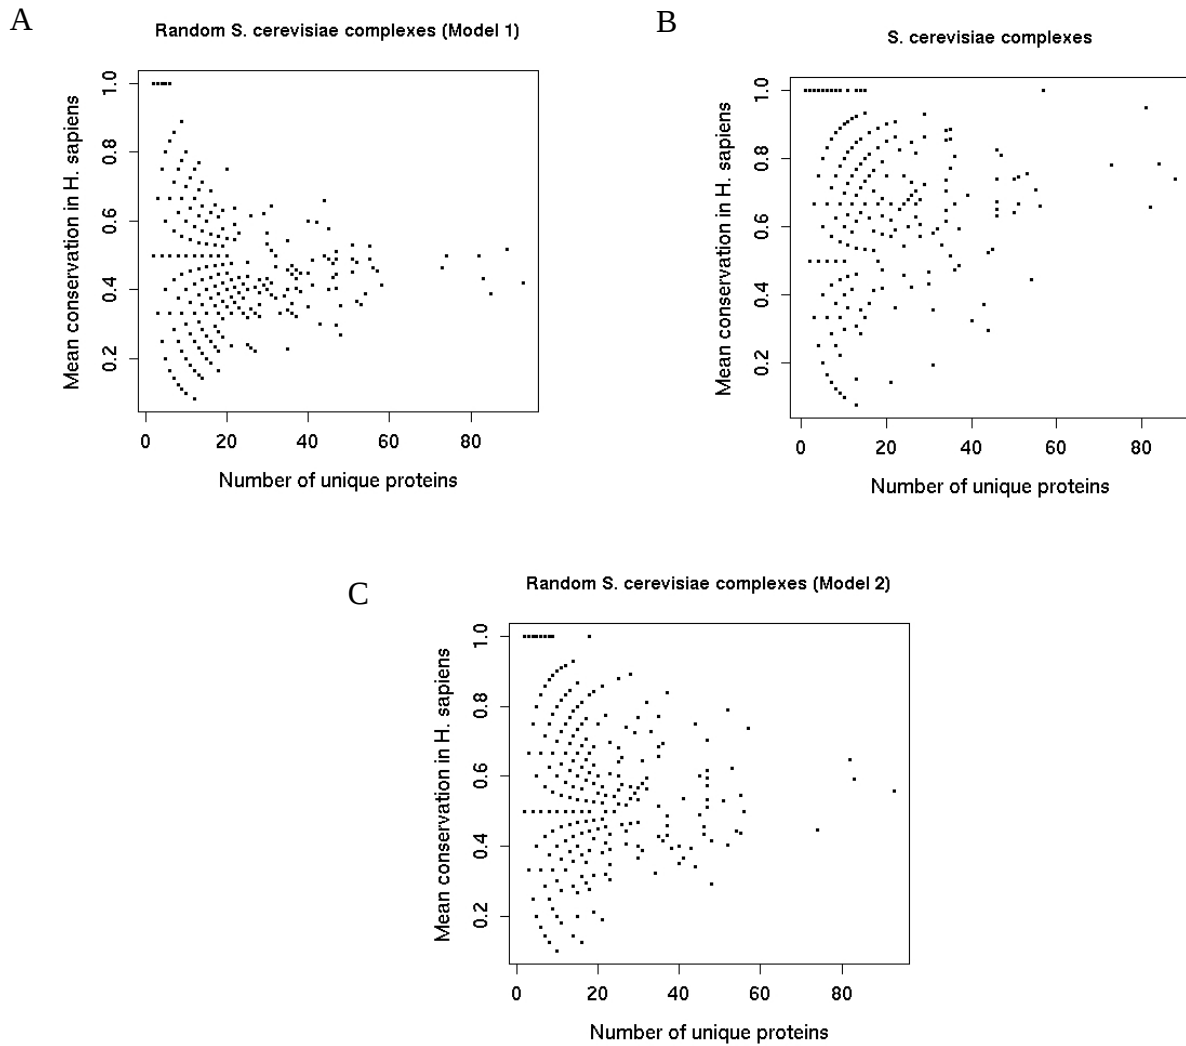 A
Random S. cerevisiae complexes (Model 1)
Mean conservation in H. sapiens
1.0
0.8
0.6
0.4
0.2
0 20 40 60 80
Number of unique proteins
B
S. cerevisiae complexes
Mean conservation in H. sapiens
1.0
0.8
0.6
0.4
0.2
0 20 40 60 80
Number of unique proteins
C
Random S. cerevisiae complexes (Model 2)
Mean conservation in H. sapiens
1.0
0.8
0.6
0.4
0.2
0 20 40 60 80
Number of unique proteins